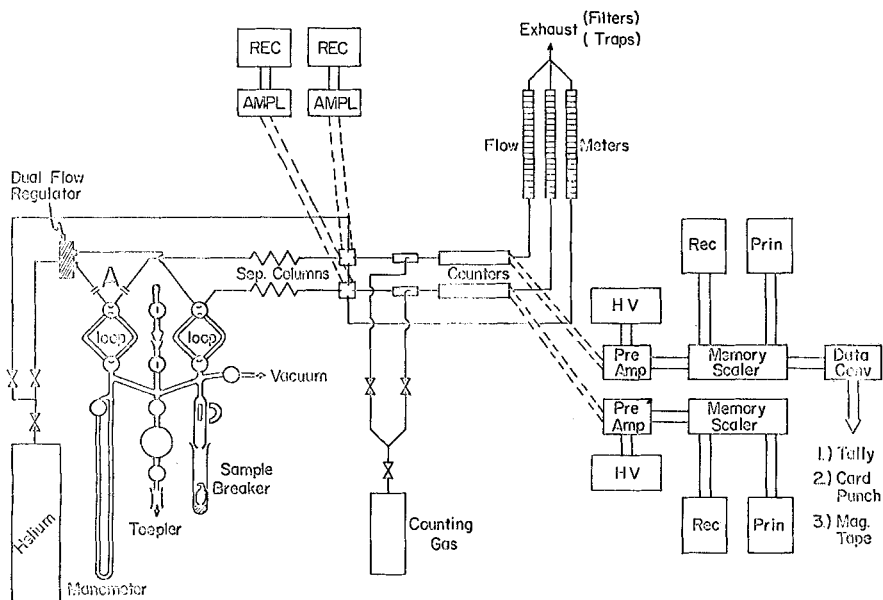 Exhaust (Filters)
( Traps)
REC
REC
AMPL
AMPL
Flow
Meters
Dual Flow
Regulator
Sep. Columns
Counters
Rec
Prin
HV
loop
loop
Pre
Amp
Memory
Scaler
Data
Conv
Vacuum
Pre
Amp
Memory
Scaler
HV
1.) Tally
2.) Card
Punch
3.) Mag.
Tape
Sample
Breaker
Toepler
Helium
Counting
Gas
Rec
Prin
Manometer